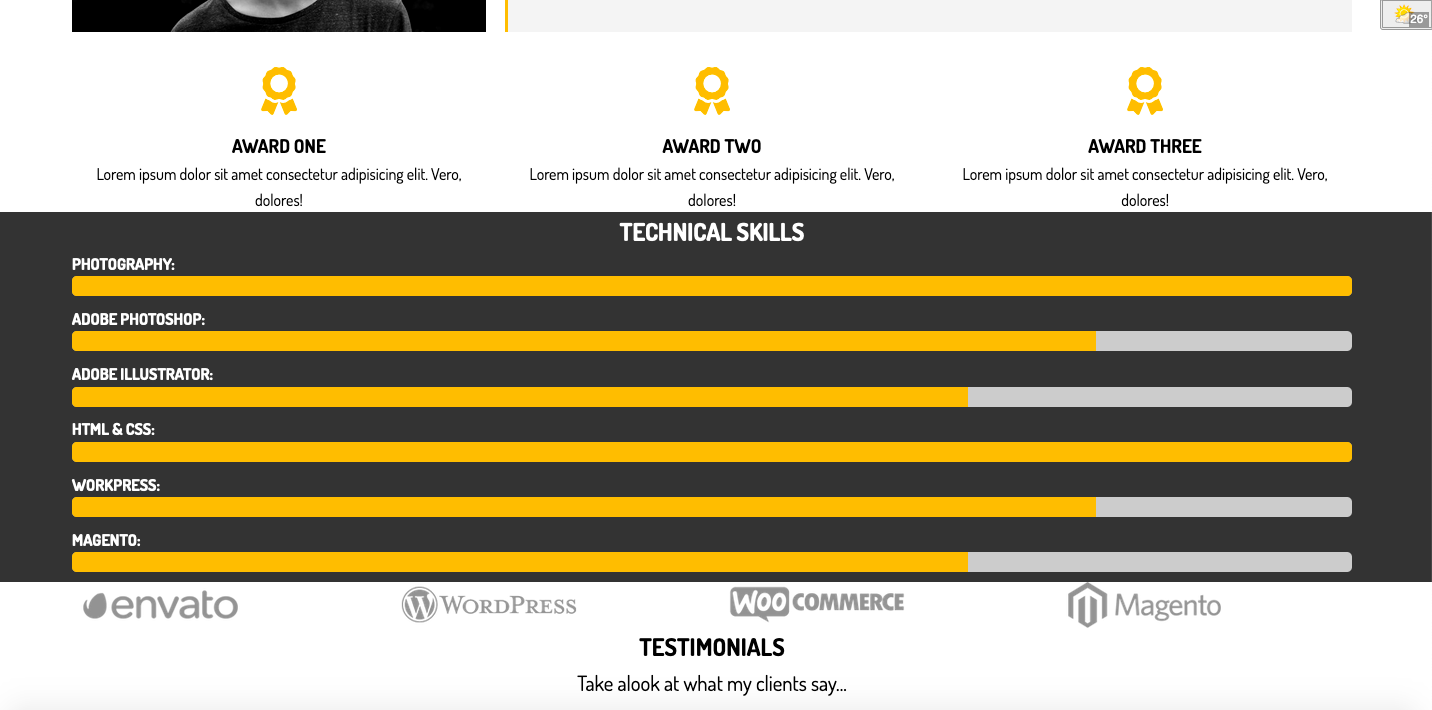 26°
AWARD ONE
Lorem ipsum dolor sit amet consectetur adipisicing elit. Vero,
dolores!
AWARD TWO
Lorem ipsum dolor sit amet consectetur adipisicing elit. Vero,
dolores!
AWARD THREE
Lorem ipsum dolor sit amet consectetur adipisicing elit. Vero,
dolores!
TECHNICAL SKILLS
PHOTOGRAPHY:
ADOBE PHOTOSHOP:
ADOBE ILLUSTRATOR:
HTML & CSS:
WORKPRESS:
MAGENTO:
envato
WORDPRESS
WOO COMMERCE
Magento
TESTIMONIALS
Take alook at what my clients say...